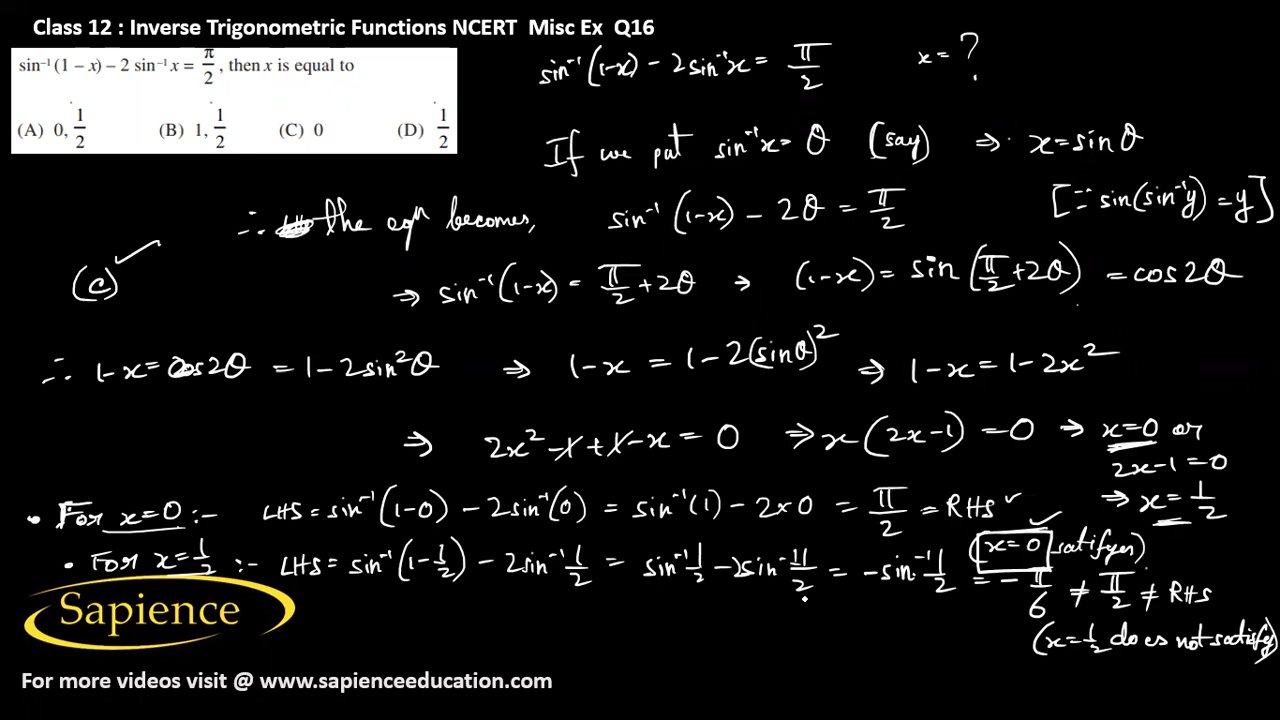 Class 12 : Inverse Trigonometric Functions NCERT Misc Ex Q16
sin⁻¹ (1 – x) – 2 sin⁻¹ x = π/2 , then x is equal to
(A) 0, 1/2 (B) 1, 1/2 (C) 0 (D) 1/2
sin⁻¹(1-x) - 2sin⁻¹x = π/2 x = ?
If we put sin⁻¹x = θ (say) ⇒ x = sinθ
∴ the eqn becomes, sin⁻¹(1-x) - 2θ = π/2 [∵ sin(sin⁻¹y) = y]
(c) ✓
⇒ sin⁻¹(1-x) = π/2 + 2θ ⇒ (1-x) = sin(π/2 + 2θ) = cos2θ
∴ 1-x = cos2θ = 1 - 2sin²θ ⇒ 1-x = 1 - 2(sinθ)² ⇒ 1-x = 1 - 2x²
⇒ 2x² - 1 + 1 - x = 0 ⇒ x(2x-1) = 0 ⇒ x=0 or
2x-1 = 0
⇒ x = 1/2
• For x=0 :- LHS = sin⁻¹(1-0) - 2sin⁻¹(0) = sin⁻¹(1) - 2×0 = π/2 = RHS ✓
(x=0 satisfyes) ✓
• For x=1/2 :- LHS = sin⁻¹(1-1/2) - 2sin⁻¹1/2 = sin⁻¹1/2 - 2sin⁻¹1/2 = -sin⁻¹1/2 = -π/6 ≠ π/2 ≠ RHS
(x=1/2 does not satisfy)
Sapience
For more videos visit @ www.sapienceeducation.com